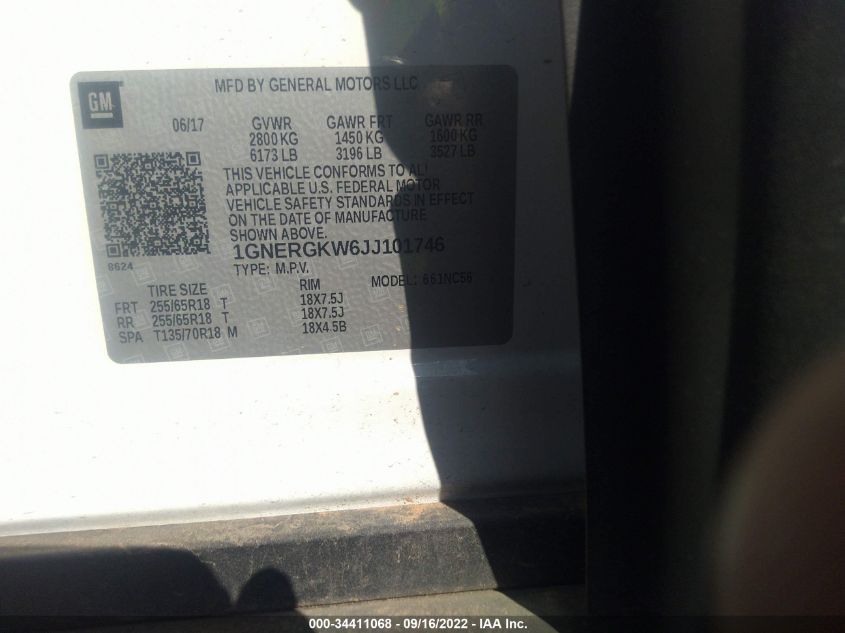 MFD BY GENERAL MOTORS LLC
GM
06/17 GVWR GAWR FRT GAWR RR
2800 KG 1450 KG 1600 KG
6173 LB 3196 LB 3527 LB
THIS VEHICLE CONFORMS TO ALL
APPLICABLE U.S. FEDERAL MOTOR
VEHICLE SAFETY STANDARDS IN EFFECT
ON THE DATE OF MANUFACTURE
SHOWN ABOVE.
1GNERGKW6JJ101746
8624
TYPE: M.P.V. MODEL: 661NC56
TIRE SIZE RIM
FRT 255/65R18 T 18X7.5J
RR 255/65R18 T 18X7.5J
SPA T135/70R18 M 18X4.5B
000-34411068 - 09/16/2022 - IAA Inc.